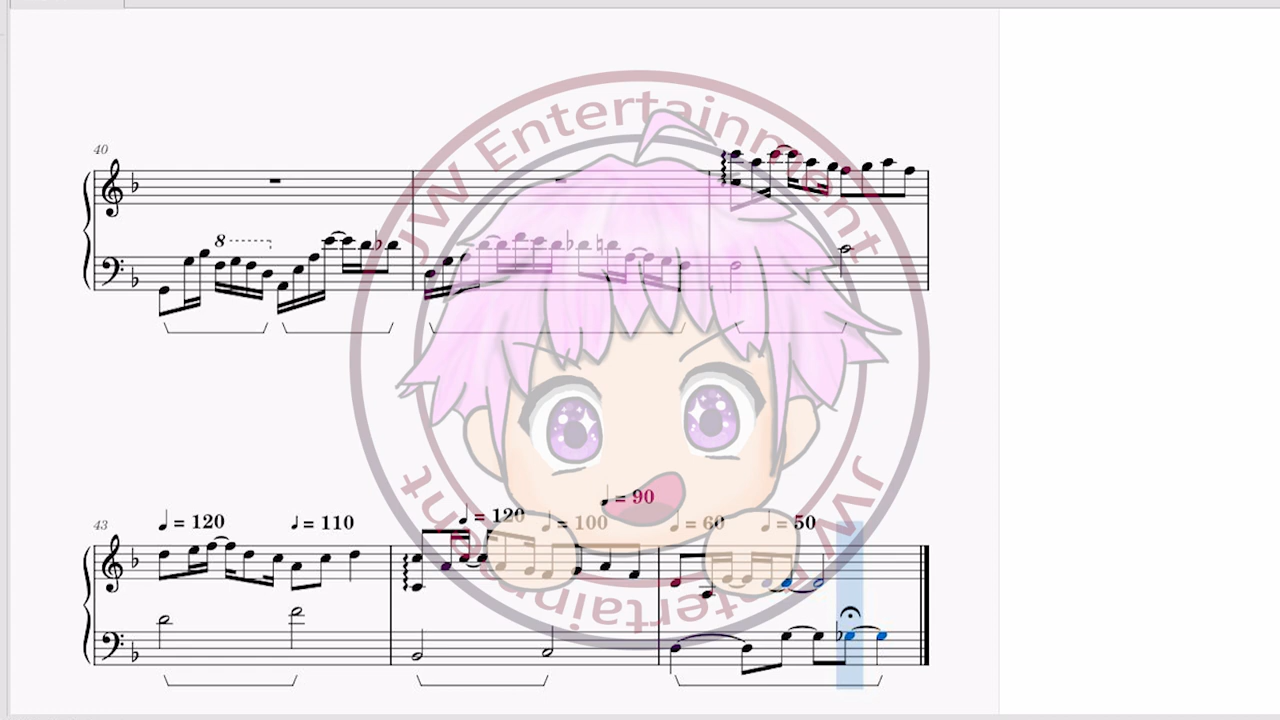 JW Entertainment
40
8
43
♩ = 120
♩ = 110
♩ = 120
♩ = 100
♩ = 90
♩ = 60
♩ = 50
JW Entertainment